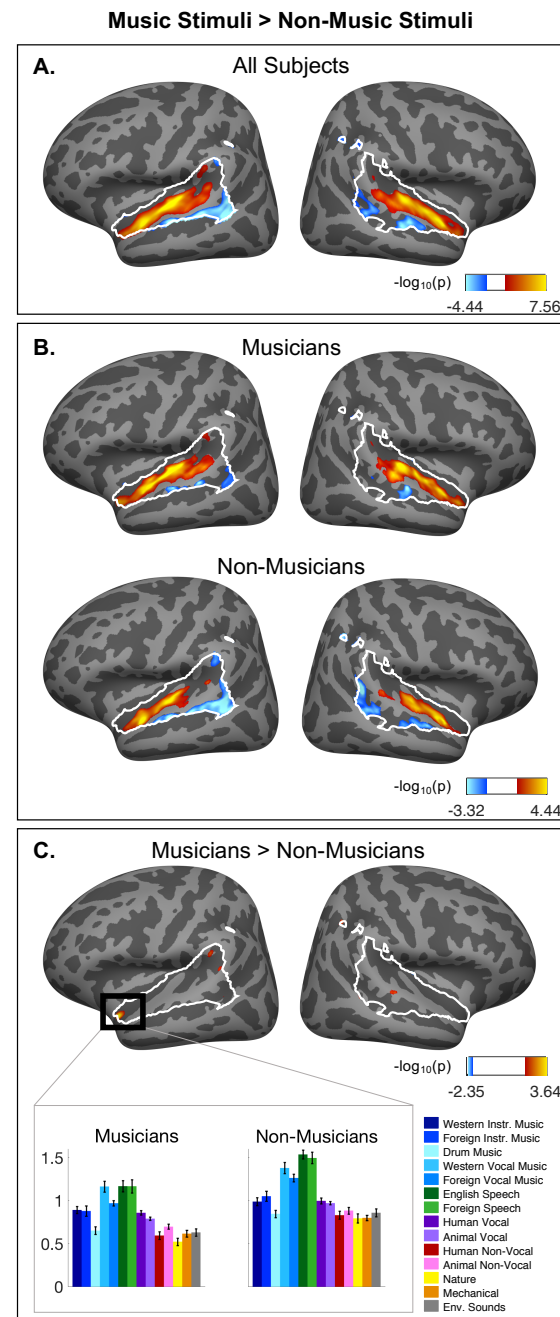 Music Stimuli > Non-Music Stimuli
A.
All Subjects
-log10(p)
-4.44 7.56
B.
Musicians
Non-Musicians
-log10(p)
-3.32 4.44
C.
Musicians > Non-Musicians
-log10(p)
-2.35 3.64
Musicians
Non-Musicians
1.5
1
0.5
0
Western Instr. Music
Foreign Instr. Music
Drum Music
Western Vocal Music
Foreign Vocal Music
English Speech
Foreign Speech
Human Vocal
Animal Vocal
Human Non-Vocal
Animal Non-Vocal
Nature
Mechanical
Env. Sounds